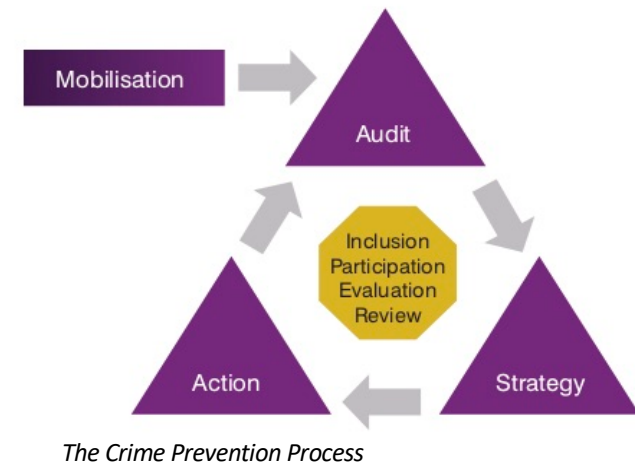 Mobilisation
Audit
Inclusion
Participation
Evaluation
Review
Action
Strategy
The Crime Prevention Process